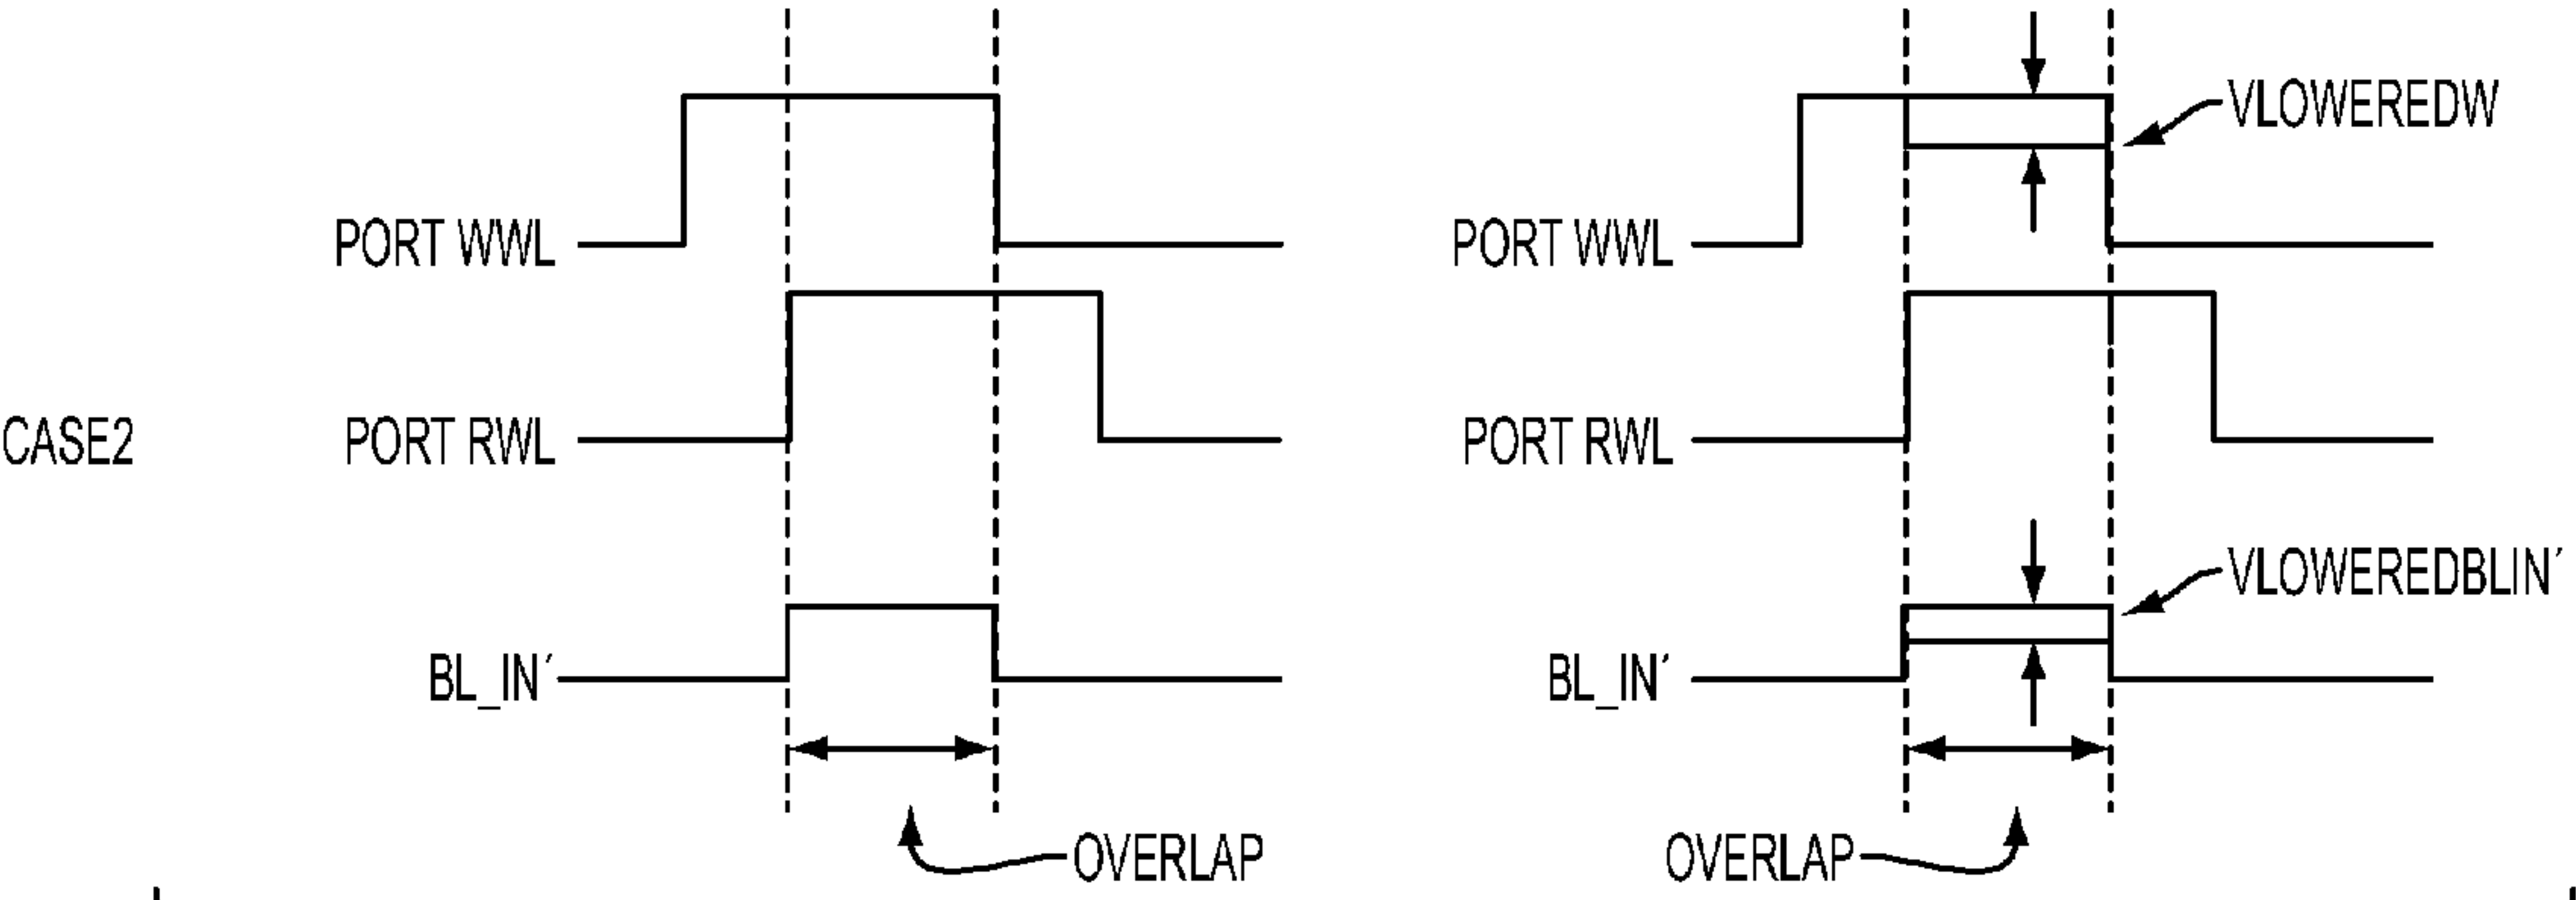 CASE2
PORT WWL
PORT RWL
BL_IN´
OVERLAP
PORT WWL
VLOWEREDW
PORT RWL
BL_IN´
VLOWEREDBLIN´
OVERLAP